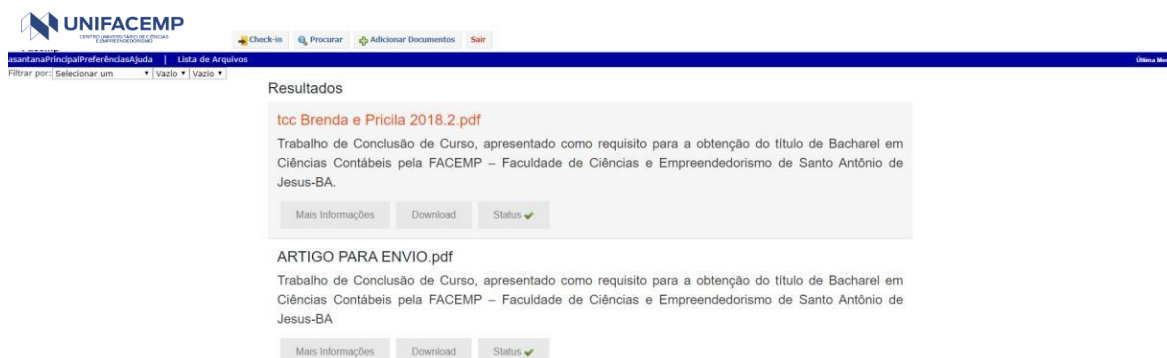 UNIFACEMP
CENTRO UNIVERSITÁRIO DE CIÊNCIAS
E EMPREENDEDORISMO
Check-in Procurar Adicionar Documentos Sair
asantanaPrincipalPreferênciasAjuda | Lista de Arquivos
Última Me
Filtrar por: Selecionar um Vazio Vazio
Resultados
tcc Brenda e Pricila 2018.2.pdf
Trabalho de Conclusão de Curso, apresentado como requisito para a obtenção do título de Bacharel em
Ciências Contábeis pela FACEMP – Faculdade de Ciências e Empreendedorismo de Santo Antônio de
Jesus-BA.
Mais Informações Download Status
ARTIGO PARA ENVIO.pdf
Trabalho de Conclusão de Curso, apresentado como requisito para a obtenção do título de Bacharel em
Ciências Contábeis pela FACEMP – Faculdade de Ciências e Empreendedorismo de Santo Antônio de
Jesus-BA
Mais Informações Download Status